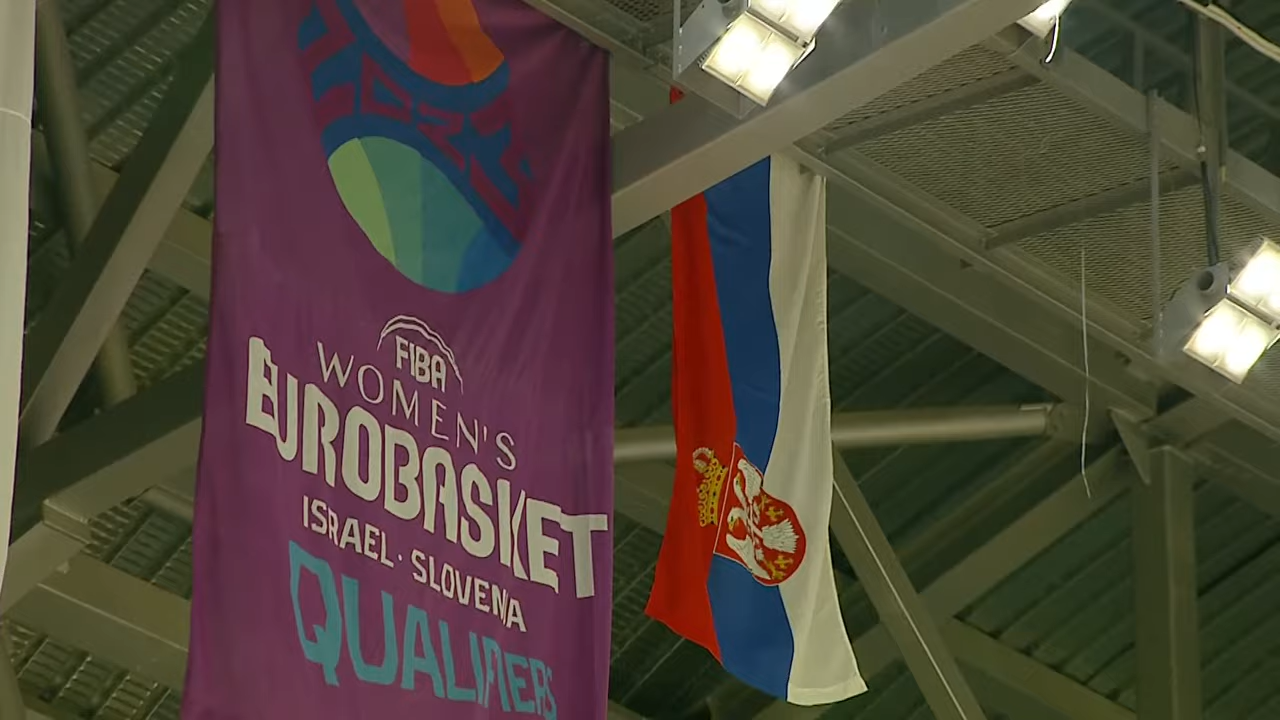 FIBA
WOMEN'S
EUROBASKET
ISRAEL · SLOVENIA
QUALIFIERS